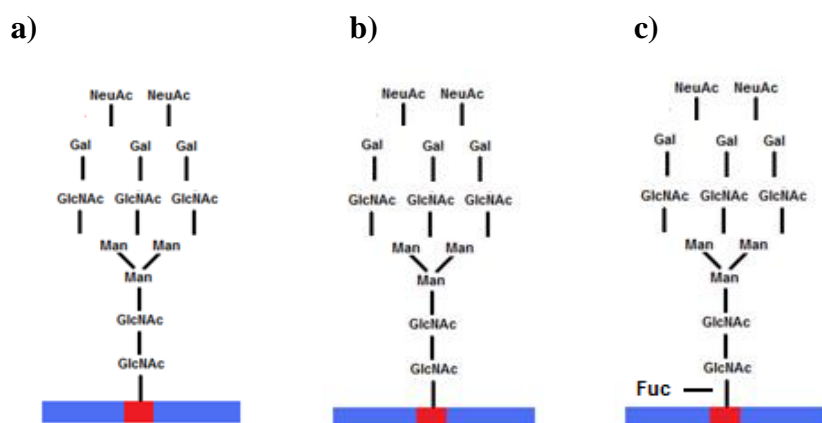 a) b) c)
NeuAc NeuAc NeuAc NeuAc NeuAc NeuAc
Gal Gal Gal Gal Gal Gal Gal Gal Gal
GlcNAc GlcNAc GlcNAc GlcNAc GlcNAc GlcNAc GlcNAc GlcNAc GlcNAc
Man Man Man Man Man Man
Man Man Man
GlcNAc GlcNAc GlcNAc
GlcNAc GlcNAc GlcNAc
Fuc